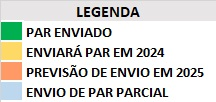 LEGENDA
PAR ENVIADO
ENVIARÁ PAR EM 2024
PREVISÃO DE ENVIO EM 2025
ENVIO DE PAR PARCIAL